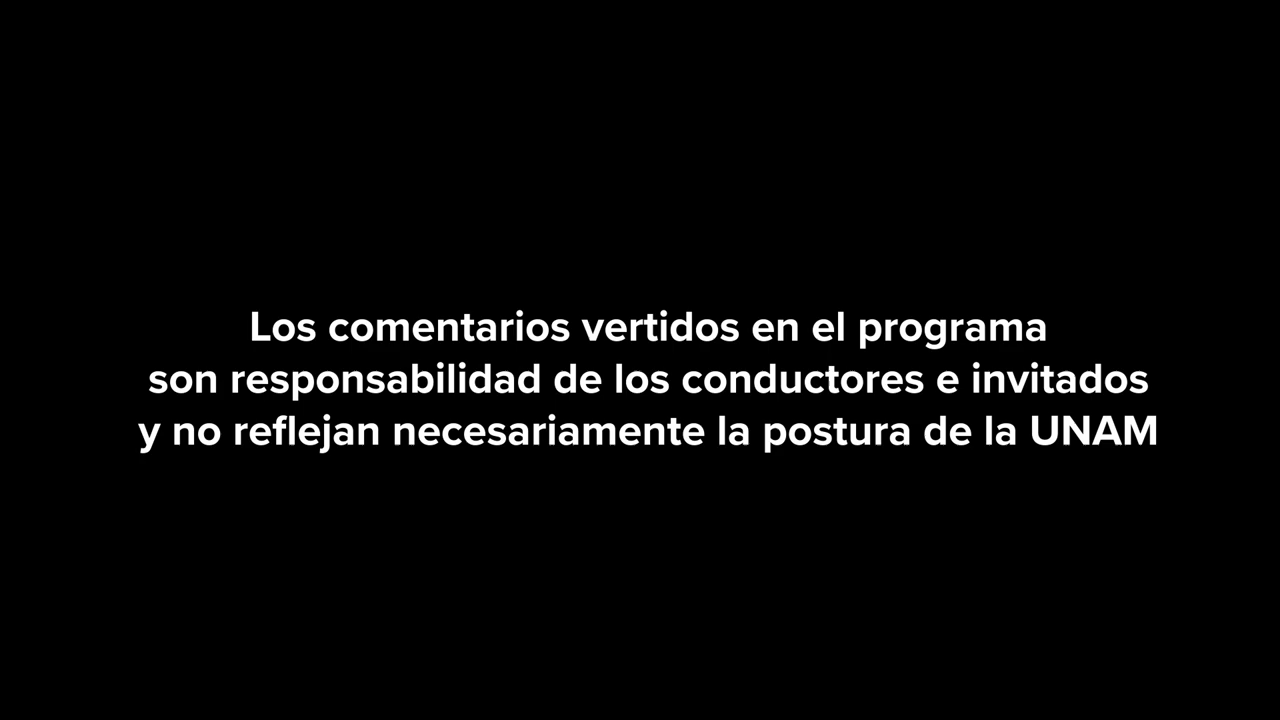 Los comentarios vertidos en el programa
son responsabilidad de los conductores e invitados
y no reflejan necesariamente la postura de la UNAM